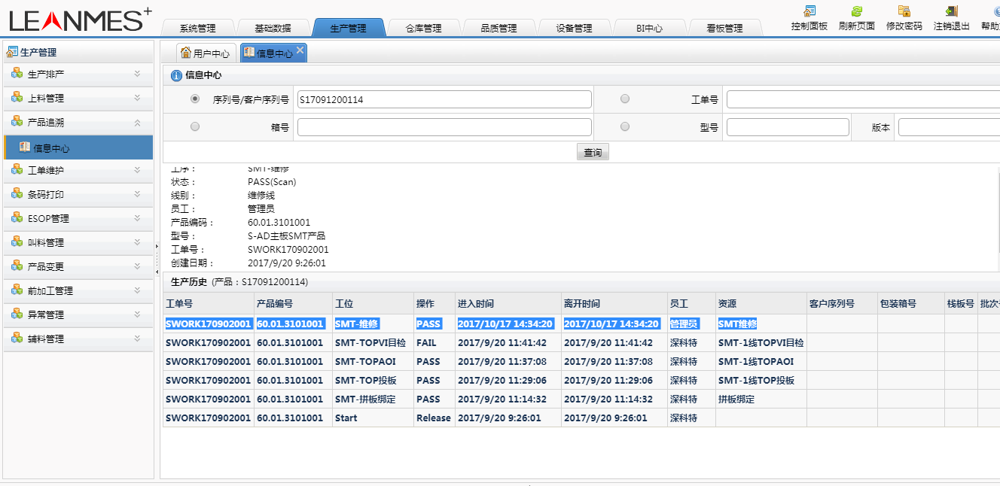 LEANMES+
系统管理 基础数据 生产管理 仓库管理 品质管理 设备管理 BI中心 看板管理 控制面板 刷新页面 修改密码 注销退出 帮助
生产管理
生产排产
上料管理
产品追溯
信息中心
工单维护
条码打印
ESOP管理
叫料管理
产品变更
前加工管理
异常管理
辅料管理
用户中心 信息中心
信息中心
序列号/客户序列号 S17091200114 工单号
箱号 型号 版本
查询
工序： SMT-维修
状态： PASS(Scan)
线别： 维修线
员工： 管理员
产品编码： 60.01.3101001
型号： S-AD主板SMT产品
工单号： SWORK170902001
创建日期： 2017/9/20 9:26:01
生产历史 (产品：S17091200114)
工单号 产品编号 工位 操作 进入时间 离开时间 员工 资源 客户序列号 包装箱号 栈板号 批次
SWORK170902001 60.01.3101001 SMT-维修 PASS 2017/10/17 14:34:20 2017/10/17 14:34:20 管理员 SMT维修
SWORK170902001 60.01.3101001 SMT-TOPVI目检 FAIL 2017/9/20 11:41:42 2017/9/20 11:41:42 深科特 SMT-1线TOPVI目检
SWORK170902001 60.01.3101001 SMT-TOPAOI PASS 2017/9/20 11:37:08 2017/9/20 11:37:08 深科特 SMT-1线TOPAOI
SWORK170902001 60.01.3101001 SMT-TOP投板 PASS 2017/9/20 11:29:06 2017/9/20 11:29:06 深科特 SMT-1线TOP投板
SWORK170902001 60.01.3101001 SMT-拼板绑定 PASS 2017/9/20 11:14:32 2017/9/20 11:14:32 深科特 拼板绑定
SWORK170902001 60.01.3101001 Start Release 2017/9/20 9:26:01 2017/9/20 9:26:01 深科特